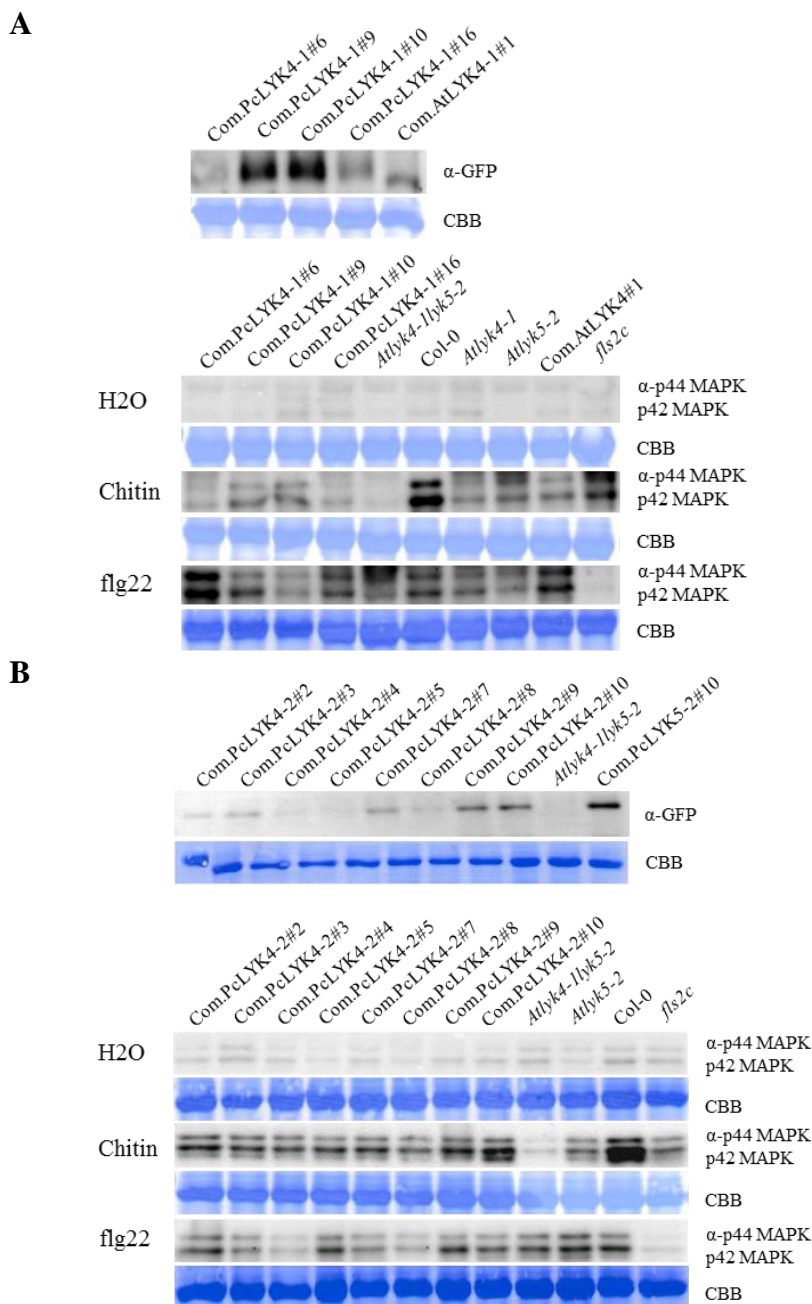 A
Com.PcLYK4-1#6
Com.PcLYK4-1#9
Com.PcLYK4-1#10
Com.PcLYK4-1#16
Com.AtLYK4-1#1
α-GFP
CBB
Com.PcLYK4-1#6
Com.PcLYK4-1#9
Com.PcLYK4-1#10
Com.PcLYK4-1#16
Atlyk4-1lyk5-2
Col-0
Atlyk4-1
Atlyk5-2
Com.AtLYK4#1
fls2c
H2O
α-p44 MAPK
p42 MAPK
CBB
Chitin
α-p44 MAPK
p42 MAPK
CBB
flg22
α-p44 MAPK
p42 MAPK
CBB
B
Com.PcLYK4-2#2
Com.PcLYK4-2#3
Com.PcLYK4-2#4
Com.PcLYK4-2#5
Com.PcLYK4-2#7
Com.PcLYK4-2#8
Com.PcLYK4-2#9
Com.PcLYK4-2#10
Atlyk4-1lyk5-2
Com.PcLYK5-2#10
α-GFP
CBB
Com.PcLYK4-2#2
Com.PcLYK4-2#3
Com.PcLYK4-2#4
Com.PcLYK4-2#5
Com.PcLYK4-2#7
Com.PcLYK4-2#8
Com.PcLYK4-2#9
Com.PcLYK4-2#10
Atlyk4-1lyk5-2
Atlyk5-2
Col-0
fls2c
H2O
α-p44 MAPK
p42 MAPK
CBB
Chitin
α-p44 MAPK
p42 MAPK
CBB
flg22
α-p44 MAPK
p42 MAPK
CBB